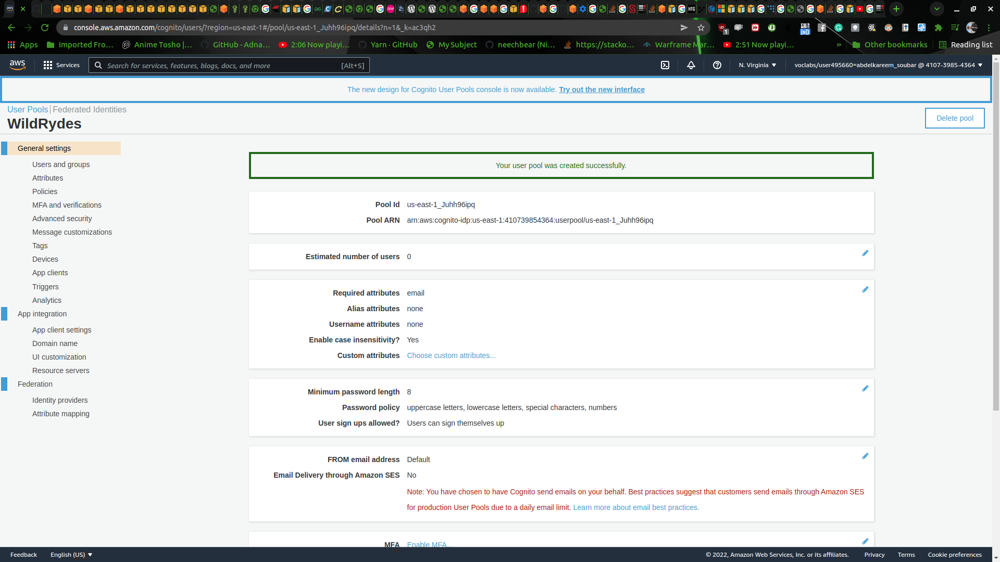 console.aws.amazon.com/cognito/users/?region=us-east-1#/pool/us-east-1_Juhh96ipq/details?n=1&_k=ac3qh2
Apps Imported Fro... Anime Tosho |... GitHub - Adna... 2:06 Now playi... Yarn · GitHub My Subject neechbear (Ni... https://stacko... Warframe Mar... 2:51 Now playi... » Other bookmarks Reading list
aws Services Search for services, features, blogs, docs, and more [Alt+S] N. Virginia voclabs/user495660=abdelkareem_soubar @ 4107-3985-4364
The new design for Cognito User Pools console is now available. Try out the new interface
User Pools | Federated Identities
WildRydes
Delete pool
General settings
Users and groups
Attributes
Policies
MFA and verifications
Advanced security
Message customizations
Tags
Devices
App clients
Triggers
Analytics
App integration
App client settings
Domain name
UI customization
Resource servers
Federation
Identity providers
Attribute mapping
Your user pool was created successfully.
Pool Id us-east-1_Juhh96ipq
Pool ARN arn:aws:cognito-idp:us-east-1:410739854364:userpool/us-east-1_Juhh96ipq
Estimated number of users 0
Required attributes email
Alias attributes none
Username attributes none
Enable case insensitivity? Yes
Custom attributes Choose custom attributes...
Minimum password length 8
Password policy uppercase letters, lowercase letters, special characters, numbers
User sign ups allowed? Users can sign themselves up
FROM email address Default
Email Delivery through Amazon SES No
Note: You have chosen to have Cognito send emails on your behalf. Best practices suggest that customers send emails through Amazon SES
for production User Pools due to a daily email limit. Learn more about email best practices.
MFA Enable MFA...
Feedback English (US) © 2022, Amazon Web Services, Inc. or its affiliates. Privacy Terms Cookie preferences